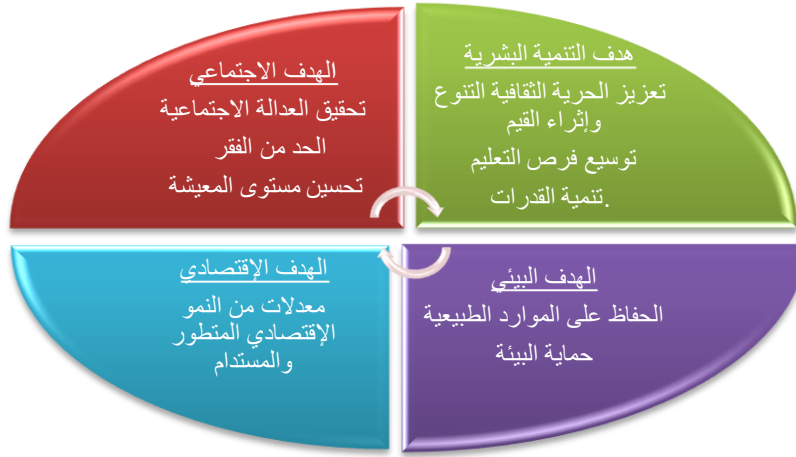 هدف التنمية البشرية
تعزيز الحرية الثقافية التنوع
وإثراء القيم
توسيع فرص التعليم
تنمية القدرات.
الهدف الاجتماعي
تحقيق العدالة الاجتماعية
الحد من الفقر
تحسين مستوى المعيشة
الهدف البيئي
الحفاظ على الموارد الطبيعية
حماية البيئة
الهدف الإقتصادي
معدلات من النمو
الإقتصادي المتطور
والمستدام